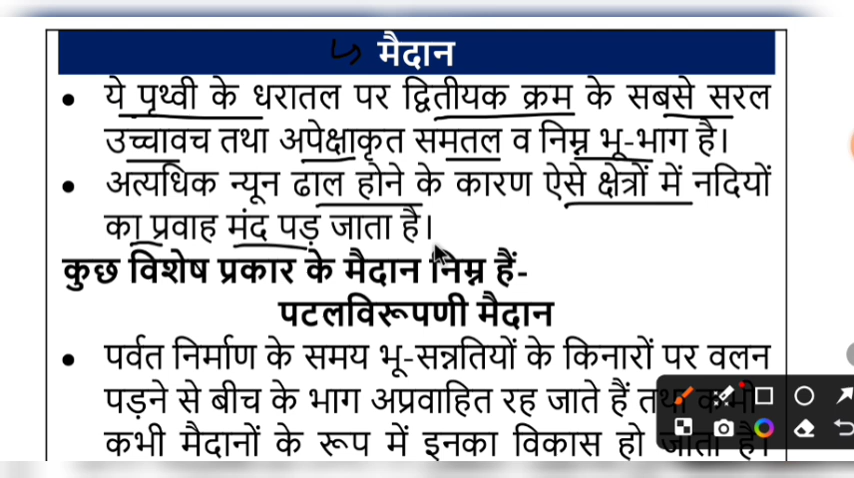 मैदान
• ये पृथ्वी के धरातल पर द्वितीयक क्रम के सबसे सरल
उच्चावच तथा अपेक्षाकृत समतल व निम्न भू-भाग है।
• अत्यधिक न्यून ढाल होने के कारण ऐसे क्षेत्रों में नदियों
का प्रवाह मंद पड़ जाता है।
कुछ विशेष प्रकार के मैदान निम्न हैं-
पटलविरूपणी मैदान
• पर्वत निर्माण के समय भू-सन्नतियों के किनारों पर वलन
पड़ने से बीच के भाग अप्रवाहित रह जाते हैं तथा कभी
कभी मैदानों के रूप में इनका विकास हो जाता है।